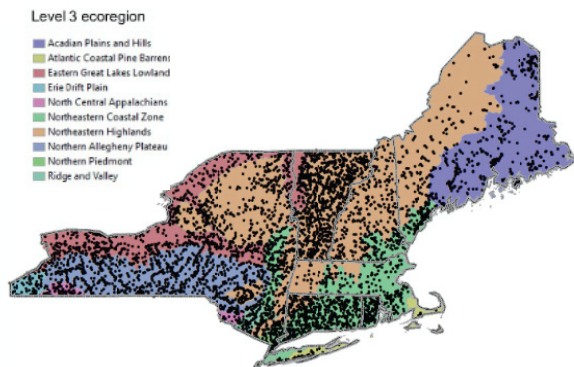 Level 3 ecoregion
Acadian Plains and Hills
Atlantic Coastal Pine Barrens
Eastern Great Lakes Lowland
Erie Drift Plain
North Central Appalachians
Northeastern Coastal Zone
Northeastern Highlands
Northern Allegheny Plateau
Northern Piedmont
Ridge and Valley